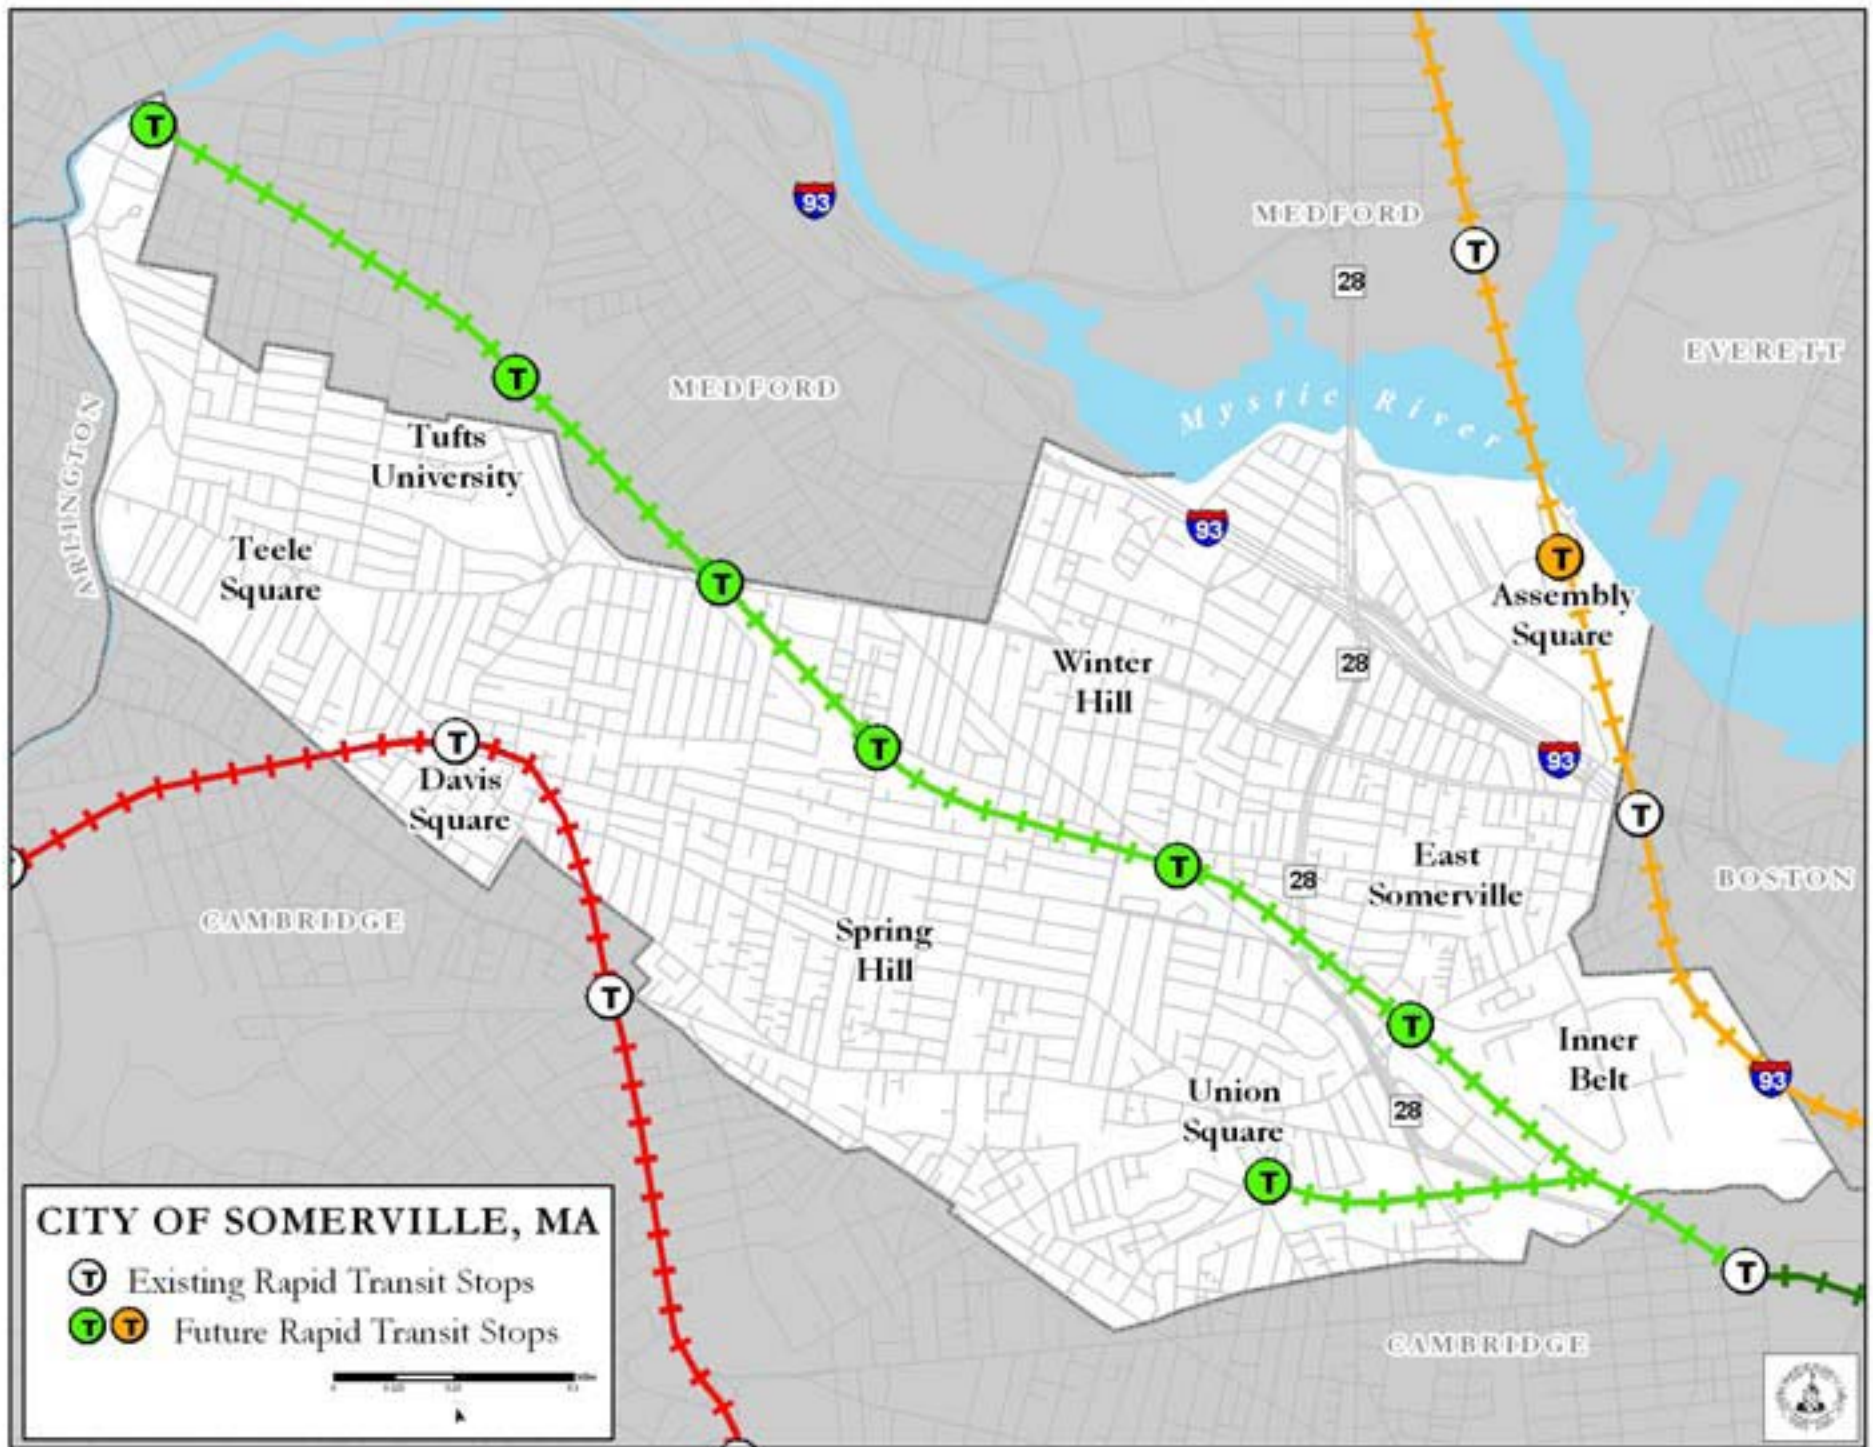 T
93
MEDFORD
T
28
EVERETT
T
MEDFORD
Mystic River
ARLINGTON
Tufts
University
93
T
Teele
Square
T
Assembly
Square
Winter
Hill
28
T
Davis
Square
T
93
T
T
East
Somerville
28
BOSTON
CAMBRIDGE
Spring
Hill
T
T
Inner
Belt
93
Union
Square
28
T
T
CITY OF SOMERVILLE, MA
T Existing Rapid Transit Stops
T T Future Rapid Transit Stops
CAMBRIDGE